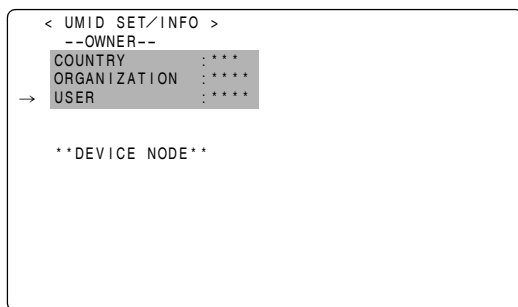 < UMID SET/INFO >
--OWNER--
COUNTRY :***
ORGANIZATION :****
→ USER :****
**DEVICE NODE**